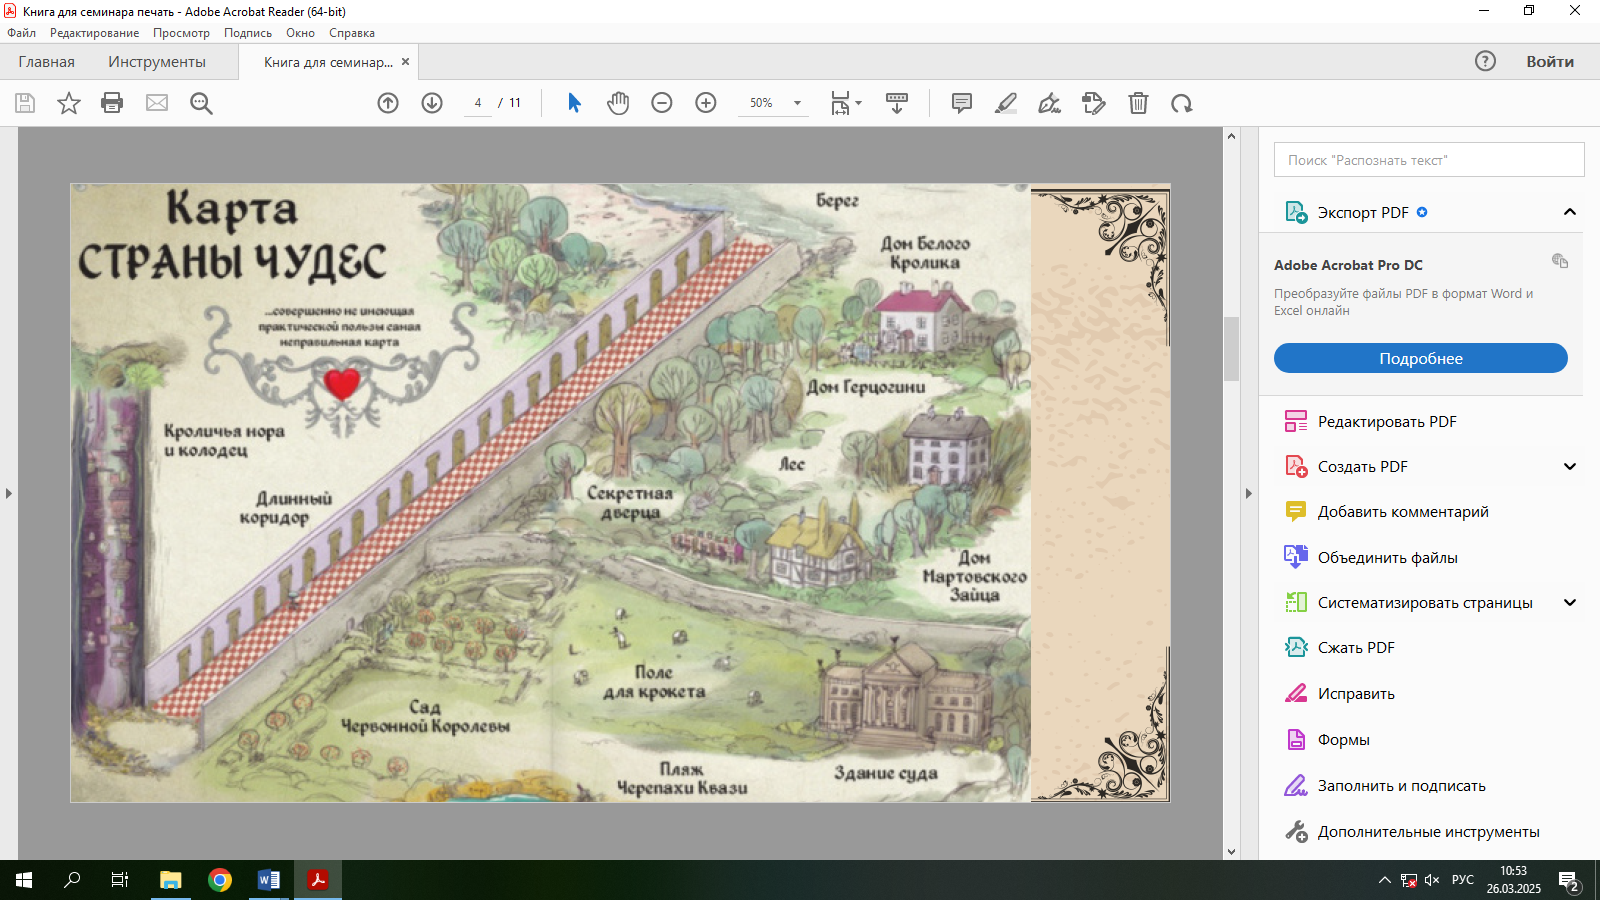 Книга для семинара печать - Adobe Acrobat Reader (64-bit)
Файл Редактирование Просмотр Подпись Окно Справка
Главная Инструменты Книга для семинар... × ? Войти
4 / 11 50%
Карта
СТРАНЫ ЧУДЕС
...совершенно не имеющая
практической пользы самая
неправильная карта
Берег
Дом Белого
Кролика
Дом Герцогини
Кроличья нора
и колодец
Лес
Длинный
коридор
Секретная
дверца
Дом
Мартовского
Зайца
Поле
для крокета
Сад
Червонной Королевы
Пляж
Черепахи Квази
Здание суда
Поиск "Распознать текст"
Экспорт PDF
Adobe Acrobat Pro DC
Преобразуйте файлы PDF в формат Word и
Excel онлайн
Подробнее
Редактировать PDF
Создать PDF
Добавить комментарий
Объединить файлы
Систематизировать страницы
Сжать PDF
Исправить
Формы
Заполнить и подписать
Дополнительные инструменты
РУС
10:53
26.03.2025
2